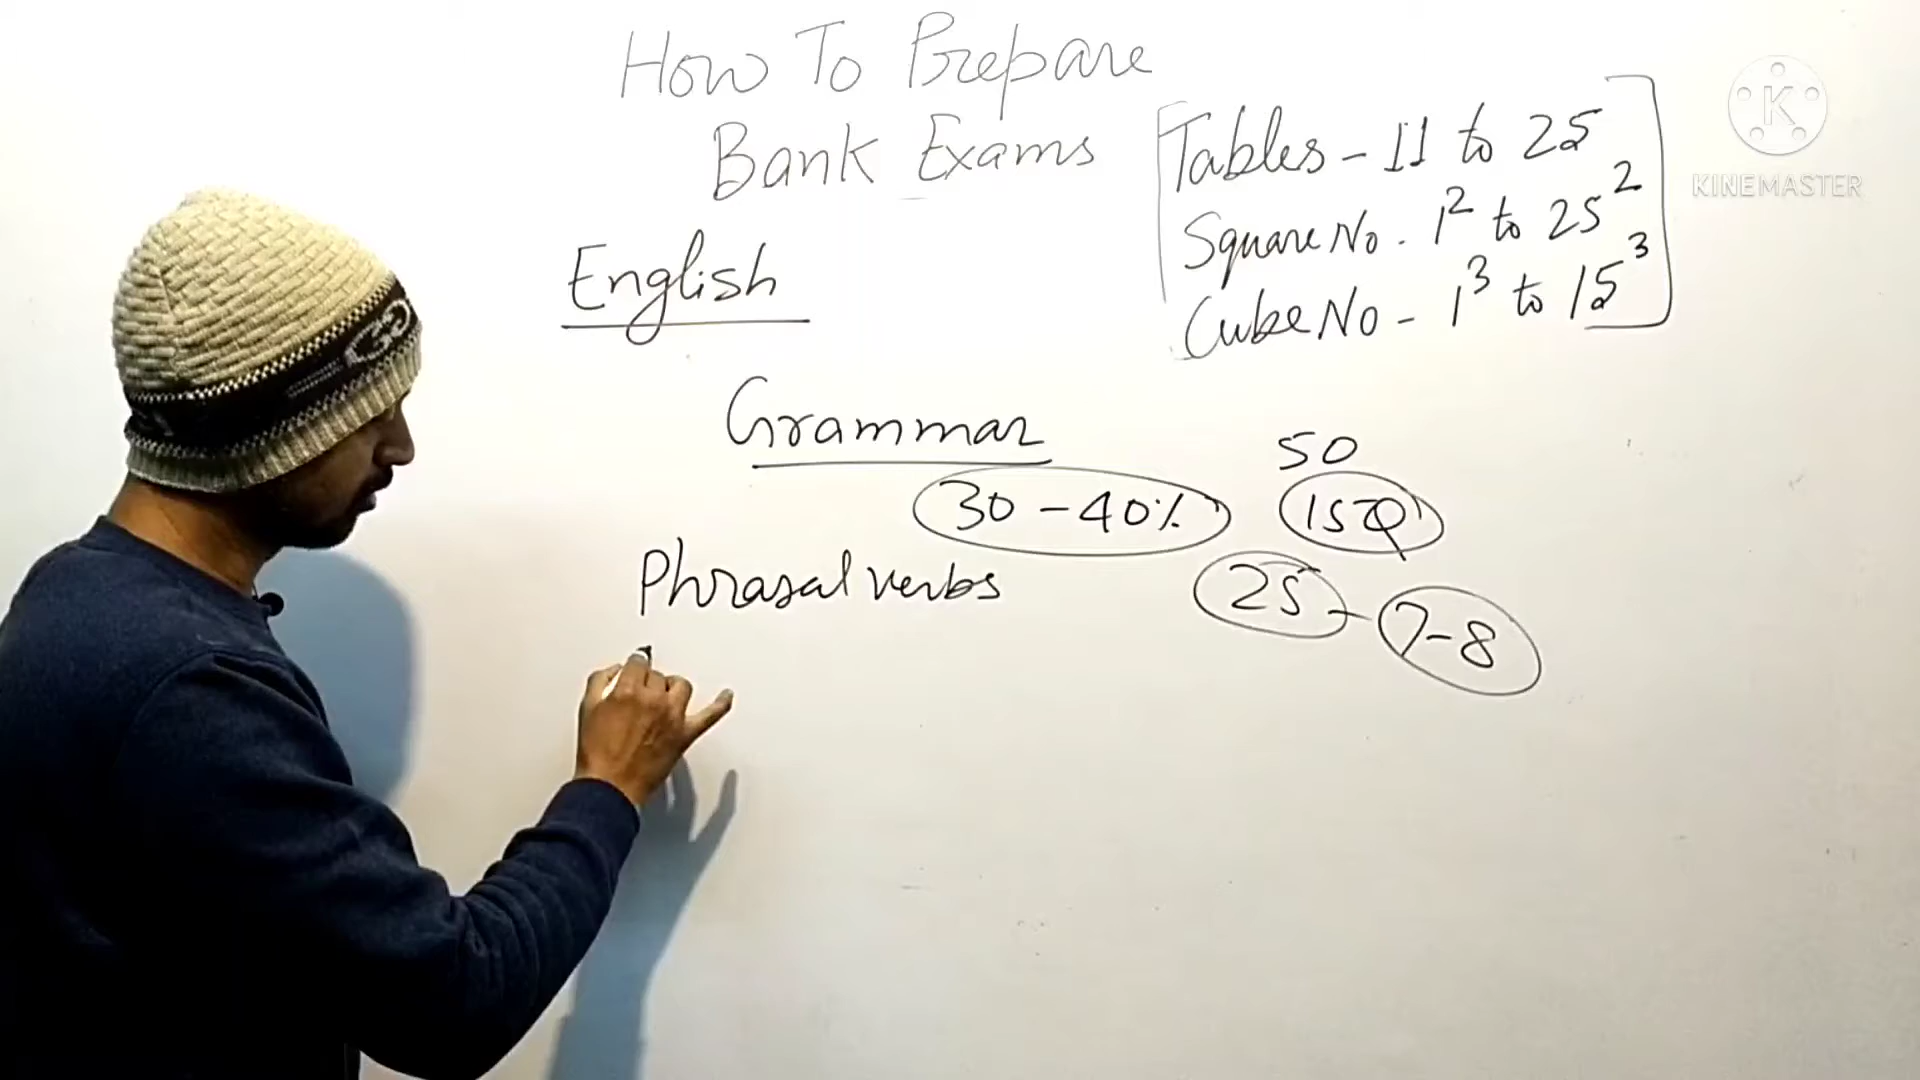 How To Prepare
Bank Exams
Tables - 11 to 25
Square No. 1² to 25²
Cube No - 1³ to 15³
K
KINEMASTER
English
Grammar
30 - 40%
50
15Q
Phrasal verbs
25 - 7-8